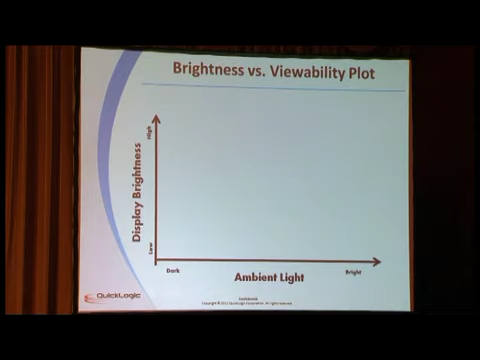 Brightness vs. Viewability Plot
High
Display Brightness
Low
Dark
Ambient Light
Bright
QuickLogic
Confidential
Copyright © 2011 QuickLogic Corporation. All rights reserved.